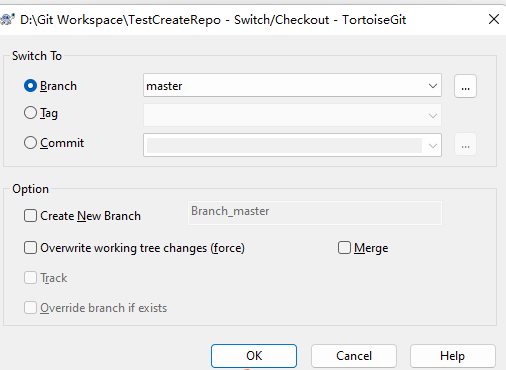 D:\Git Workspace\TestCreateRepo - Switch/Checkout - TortoiseGit
Switch To
Branch
master
...
Tag
Commit
...
Option
Create New Branch
Branch_master
Overwrite working tree changes (force)
Merge
Track
Override branch if exists
OK
Cancel
Help